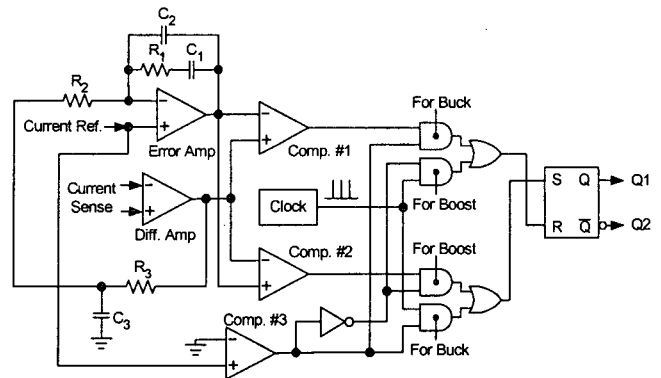 C2
R1
C1
R2
For Buck
Current Ref.
Error Amp
Comp. #1
Current
Sense
Diff. Amp
Clock
For Boost
S Q Q1
R Q̅ Q2
For Boost
R3
Comp. #2
C3
Comp. #3
For Buck